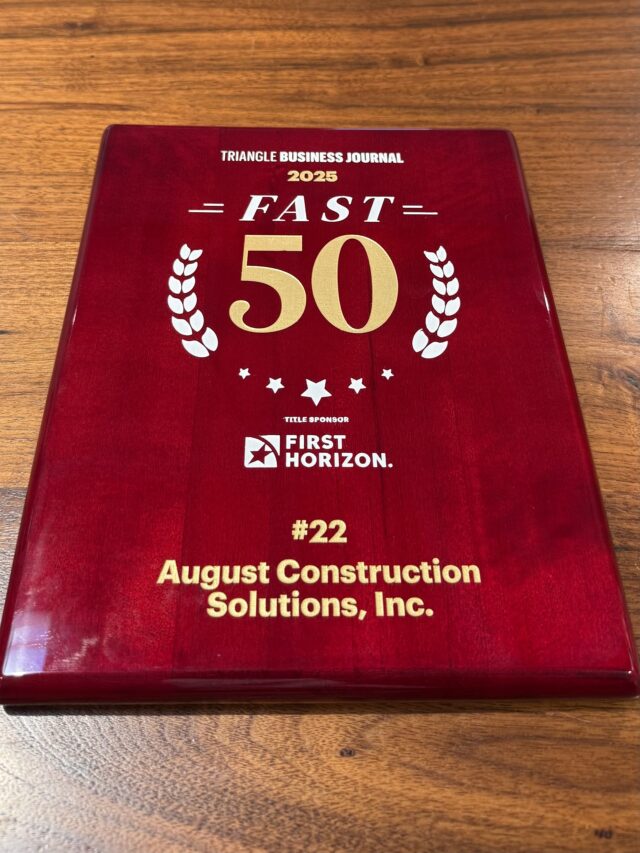 TRIANGLE BUSINESS JOURNAL
2025
FAST
50
TITLE SPONSOR
FIRST
HORIZON.
#22
August Construction
Solutions, Inc.